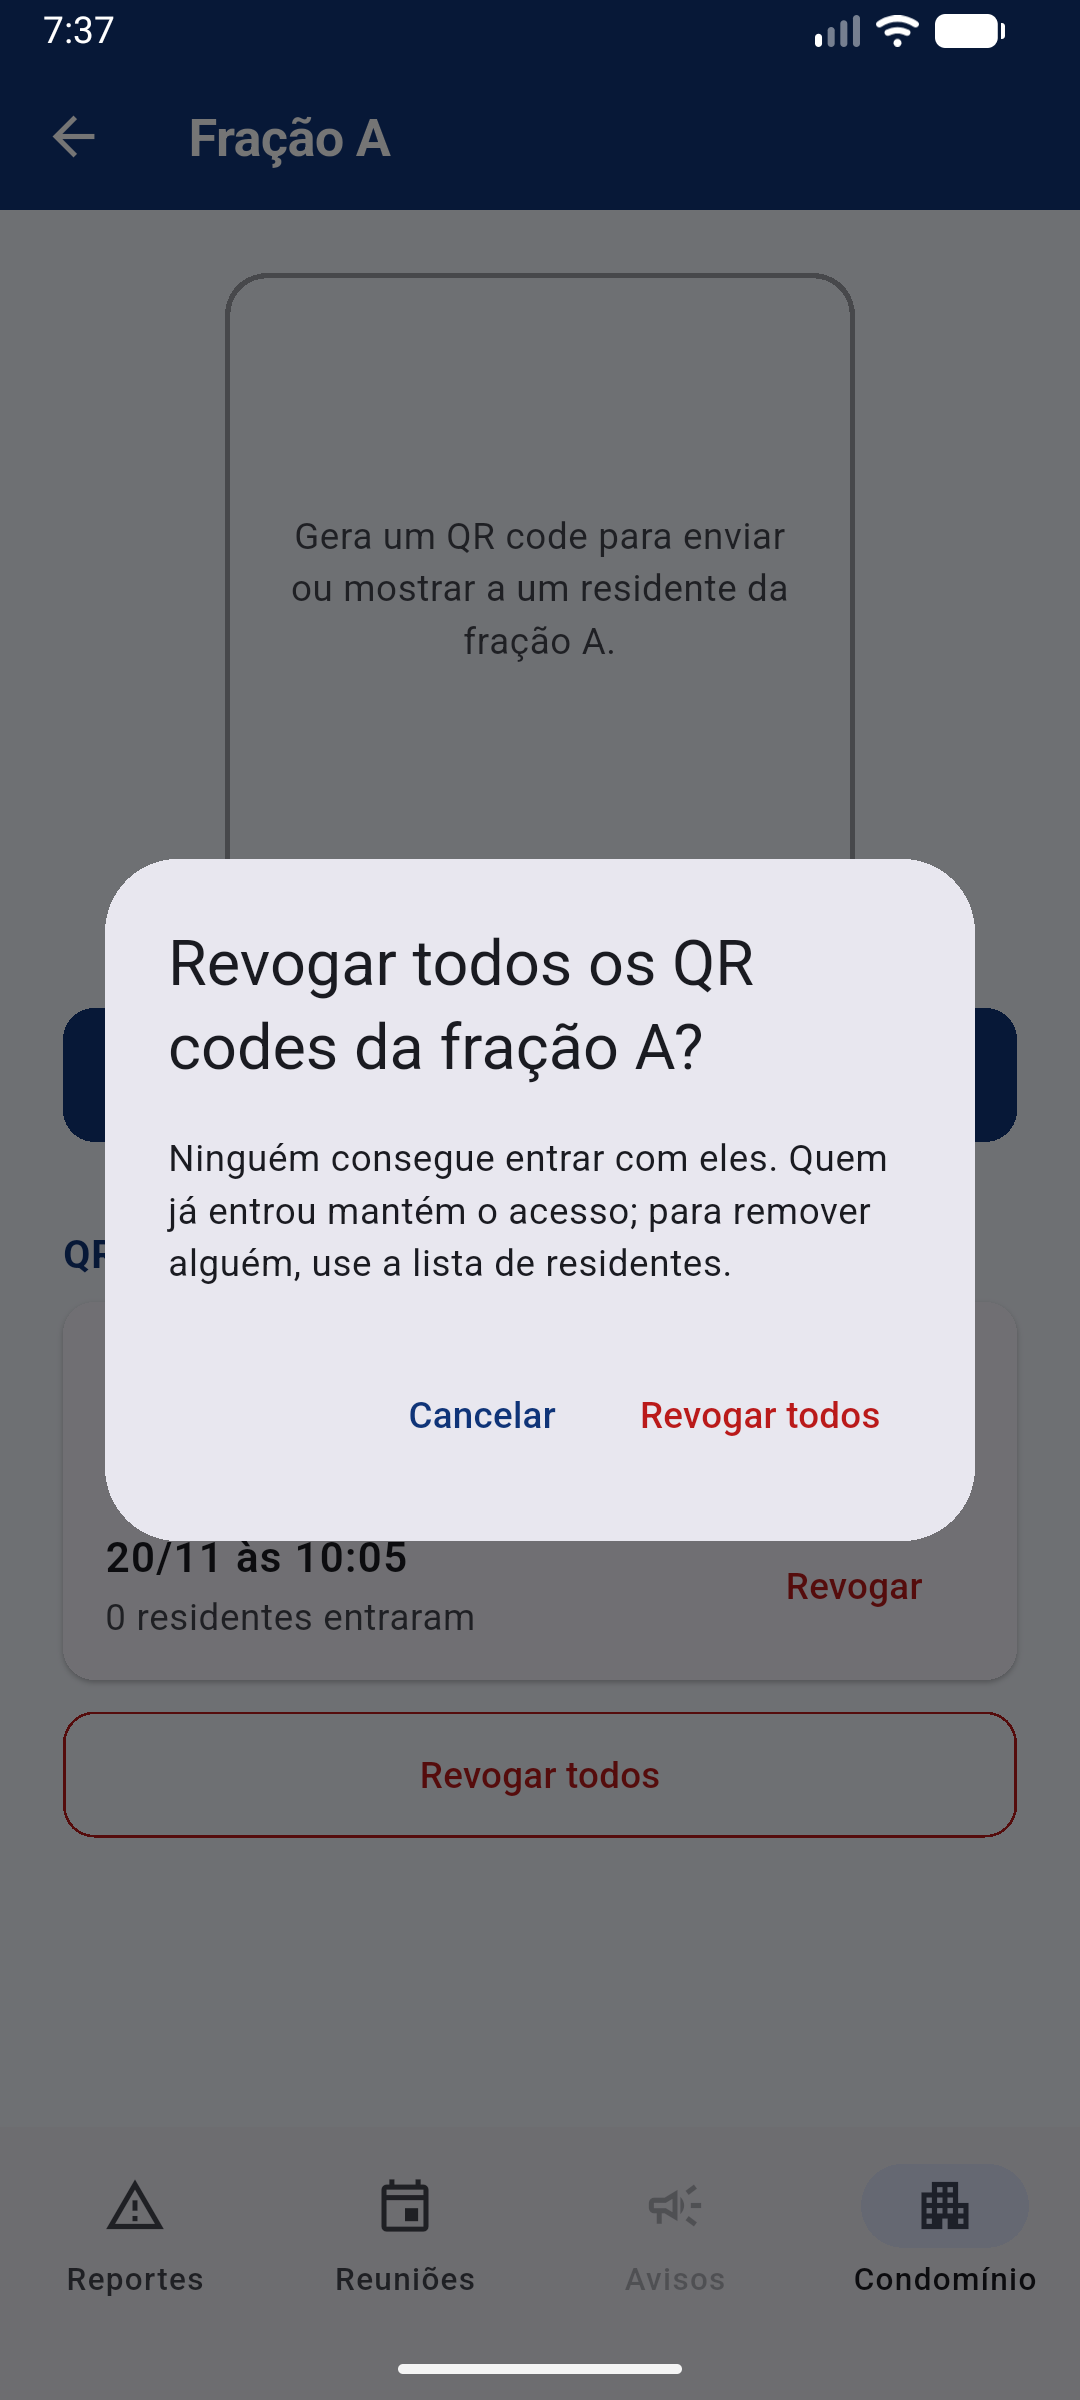 7:37
Fração A
Gera um QR code para enviar
ou mostrar a um residente da
fração A.
Revogar todos os QR
codes da fração A?
Ninguém consegue entrar com eles. Quem
já entrou mantém o acesso; para remover
alguém, use a lista de residentes.
Cancelar
Revogar todos
20/11 às 10:05
0 residentes entraram
Revogar
Revogar todos
Reportes
Reuniões
Avisos
Condomínio